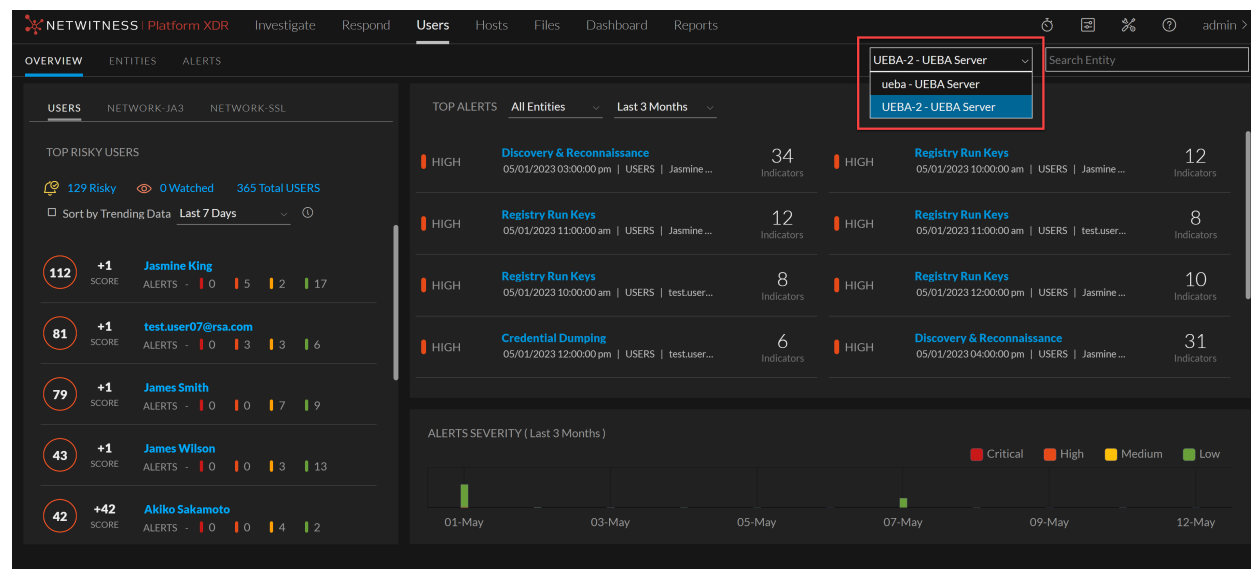 NETWITNESS | Platform XDR Investigate Respond Users Hosts Files Dashboard Reports admin >
OVERVIEW ENTITIES ALERTS UEBA-2 - UEBA Server Search Entity
ueba - UEBA Server
UEBA-2 - UEBA Server
USERS NETWORK-JA3 NETWORK-SSL
TOP RISKY USERS
129 Risky 0 Watched 365 Total USERS
Sort by Trending Data Last 7 Days
112 +1 SCORE Jasmine King
ALERTS - 0 5 2 17
81 +1 SCORE test.user07@rsa.com
ALERTS - 0 3 3 6
79 +1 SCORE James Smith
ALERTS - 0 0 7 9
43 +1 SCORE James Wilson
ALERTS - 0 0 3 13
42 +42 SCORE Akiko Sakamoto
ALERTS - 0 0 4 2
TOP ALERTS All Entities Last 3 Months
HIGH Discovery & Reconnaissance 34
05/01/2023 03:00:00 pm | USERS | Jasmine ... Indicators
HIGH Registry Run Keys 12
05/01/2023 10:00:00 am | USERS | Jasmine ... Indicators
HIGH Registry Run Keys 12
05/01/2023 11:00:00 am | USERS | Jasmine ... Indicators
HIGH Registry Run Keys 8
05/01/2023 11:00:00 am | USERS | test.user... Indicators
HIGH Registry Run Keys 8
05/01/2023 10:00:00 am | USERS | test.user... Indicators
HIGH Registry Run Keys 10
05/01/2023 12:00:00 pm | USERS | Jasmine ... Indicators
HIGH Credential Dumping 6
05/01/2023 12:00:00 pm | USERS | test.user... Indicators
HIGH Discovery & Reconnaissance 31
05/01/2023 04:00:00 pm | USERS | Jasmine ... Indicators
ALERTS SEVERITY ( Last 3 Months )
Critical High Medium Low
01-May 03-May 05-May 07-May 09-May 12-May